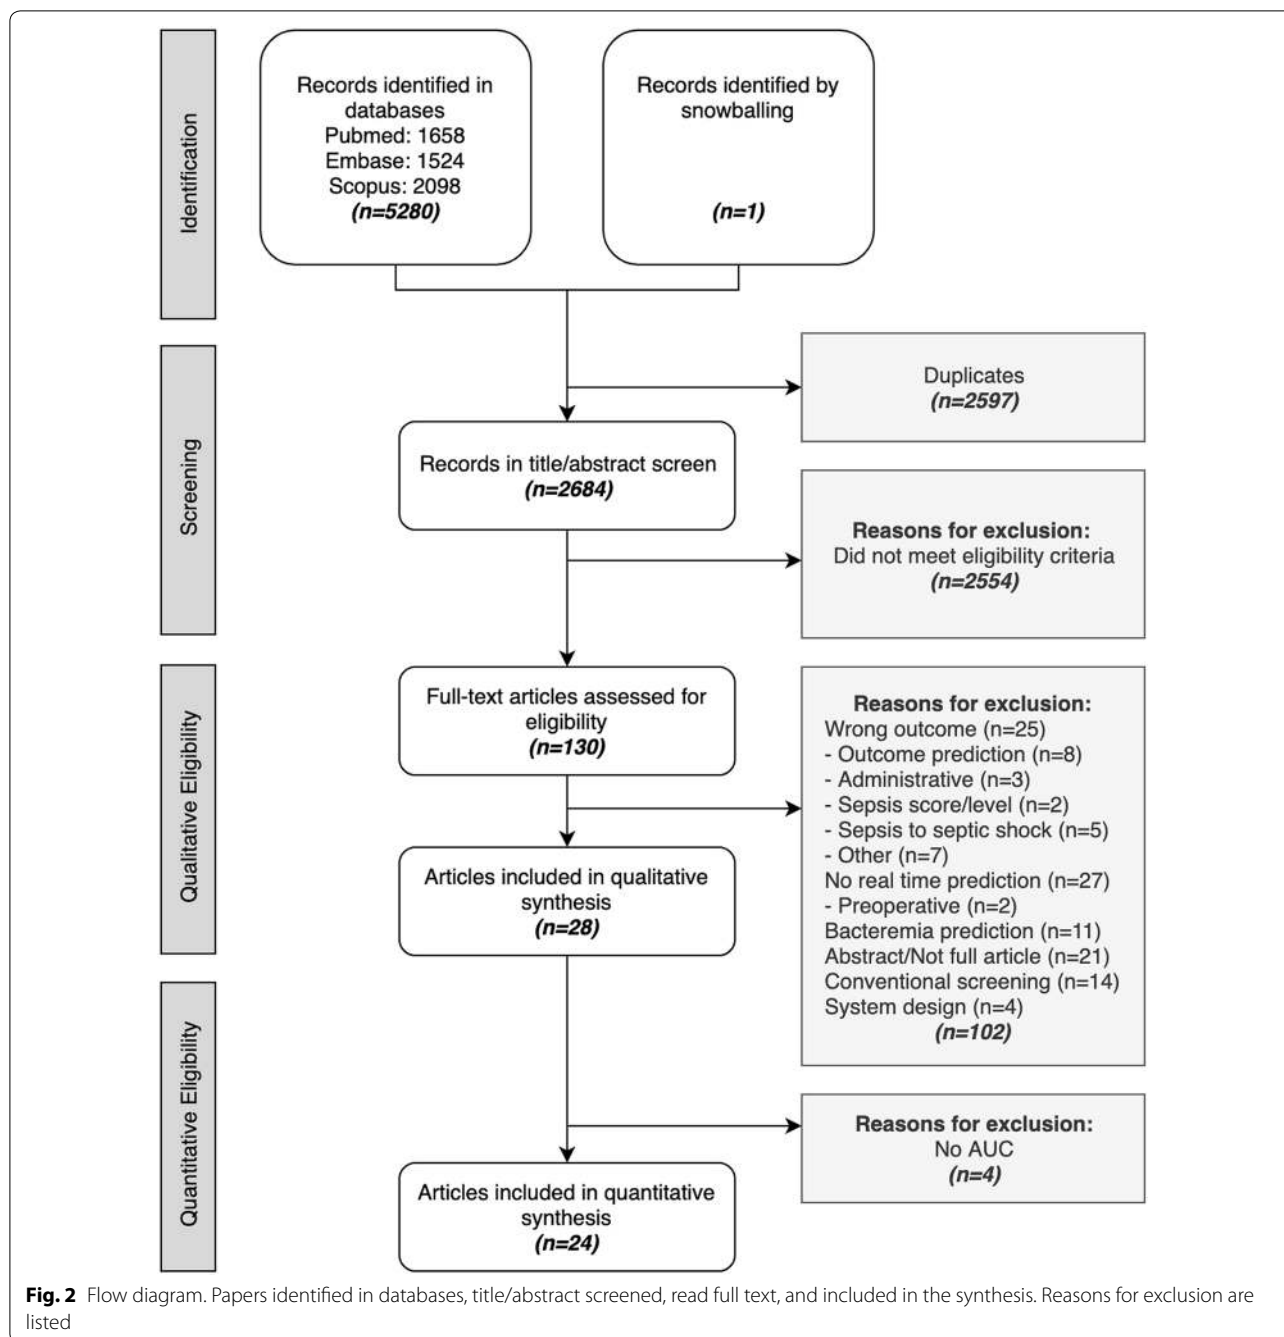 Identification
Records identified in
databases
Pubmed: 1658
Embase: 1524
Scopus: 2098
(n=5280)
Records identified by
snowballing
(n=1)
Screening
Duplicates
(n=2597)
Records in title/abstract screen
(n=2684)
Reasons for exclusion:
Did not meet eligibility criteria
(n=2554)
Qualitative Eligibility
Full-text articles assessed for
eligibility
(n=130)
Reasons for exclusion:
Wrong outcome (n=25)
- Outcome prediction (n=8)
- Administrative (n=3)
- Sepsis score/level (n=2)
- Sepsis to septic shock (n=5)
- Other (n=7)
No real time prediction (n=27)
- Preoperative (n=2)
Bacteremia prediction (n=11)
Abstract/Not full article (n=21)
Conventional screening (n=14)
System design (n=4)
(n=102)
Articles included in qualitative
synthesis
(n=28)
Quantitative Eligibility
Reasons for exclusion:
No AUC
(n=4)
Articles included in quantitative
synthesis
(n=24)
Fig. 2 Flow diagram. Papers identified in databases, title/abstract screened, read full text, and included in the synthesis. Reasons for exclusion are
listed